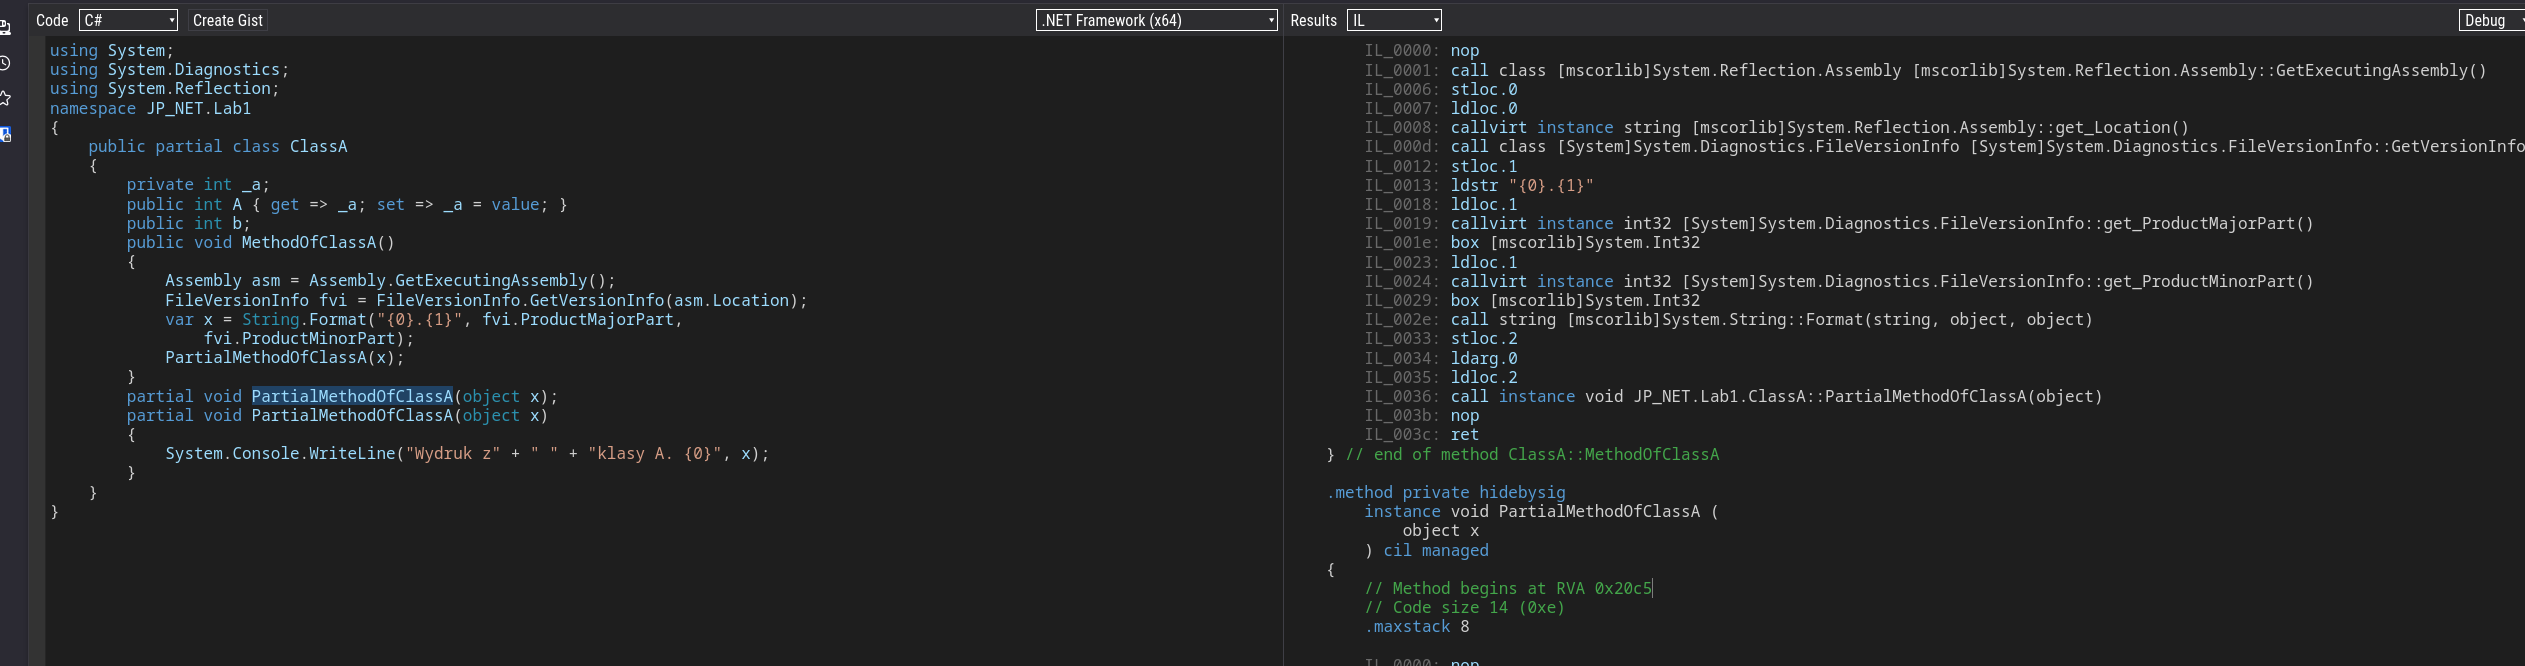 Code C# Create Gist .NET Framework (x64)
using System;
using System.Diagnostics;
using System.Reflection;
namespace JP_NET.Lab1
{
    public partial class ClassA
    {
        private int _a;
        public int A { get => _a; set => _a = value; }
        public int b;
        public void MethodOfClassA()
        {
            Assembly asm = Assembly.GetExecutingAssembly();
            FileVersionInfo fvi = FileVersionInfo.GetVersionInfo(asm.Location);
            var x = String.Format("{0}.{1}", fvi.ProductMajorPart,
                fvi.ProductMinorPart);
            PartialMethodOfClassA(x);
        }
        partial void PartialMethodOfClassA(object x);
        partial void PartialMethodOfClassA(object x)
        {
            System.Console.WriteLine("Wydruk z" + " " + "klasy A. {0}", x);
        }
    }
}
Results IL Debug
IL_0000: nop
IL_0001: call class [mscorlib]System.Reflection.Assembly [mscorlib]System.Reflection.Assembly::GetExecutingAssembly()
IL_0006: stloc.0
IL_0007: ldloc.0
IL_0008: callvirt instance string [mscorlib]System.Reflection.Assembly::get_Location()
IL_000d: call class [System]System.Diagnostics.FileVersionInfo [System]System.Diagnostics.FileVersionInfo::GetVersionInfo
IL_0012: stloc.1
IL_0013: ldstr "{0}.{1}"
IL_0018: ldloc.1
IL_0019: callvirt instance int32 [System]System.Diagnostics.FileVersionInfo::get_ProductMajorPart()
IL_001e: box [mscorlib]System.Int32
IL_0023: ldloc.1
IL_0024: callvirt instance int32 [System]System.Diagnostics.FileVersionInfo::get_ProductMinorPart()
IL_0029: box [mscorlib]System.Int32
IL_002e: call string [mscorlib]System.String::Format(string, object, object)
IL_0033: stloc.2
IL_0034: ldarg.0
IL_0035: ldloc.2
IL_0036: call instance void JP_NET.Lab1.ClassA::PartialMethodOfClassA(object)
IL_003b: nop
IL_003c: ret
} // end of method ClassA::MethodOfClassA
.method private hidebysig
    instance void PartialMethodOfClassA (
        object x
    ) cil managed
{
    // Method begins at RVA 0x20c5
    // Code size 14 (0xe)
    .maxstack 8
    IL_0000: nop